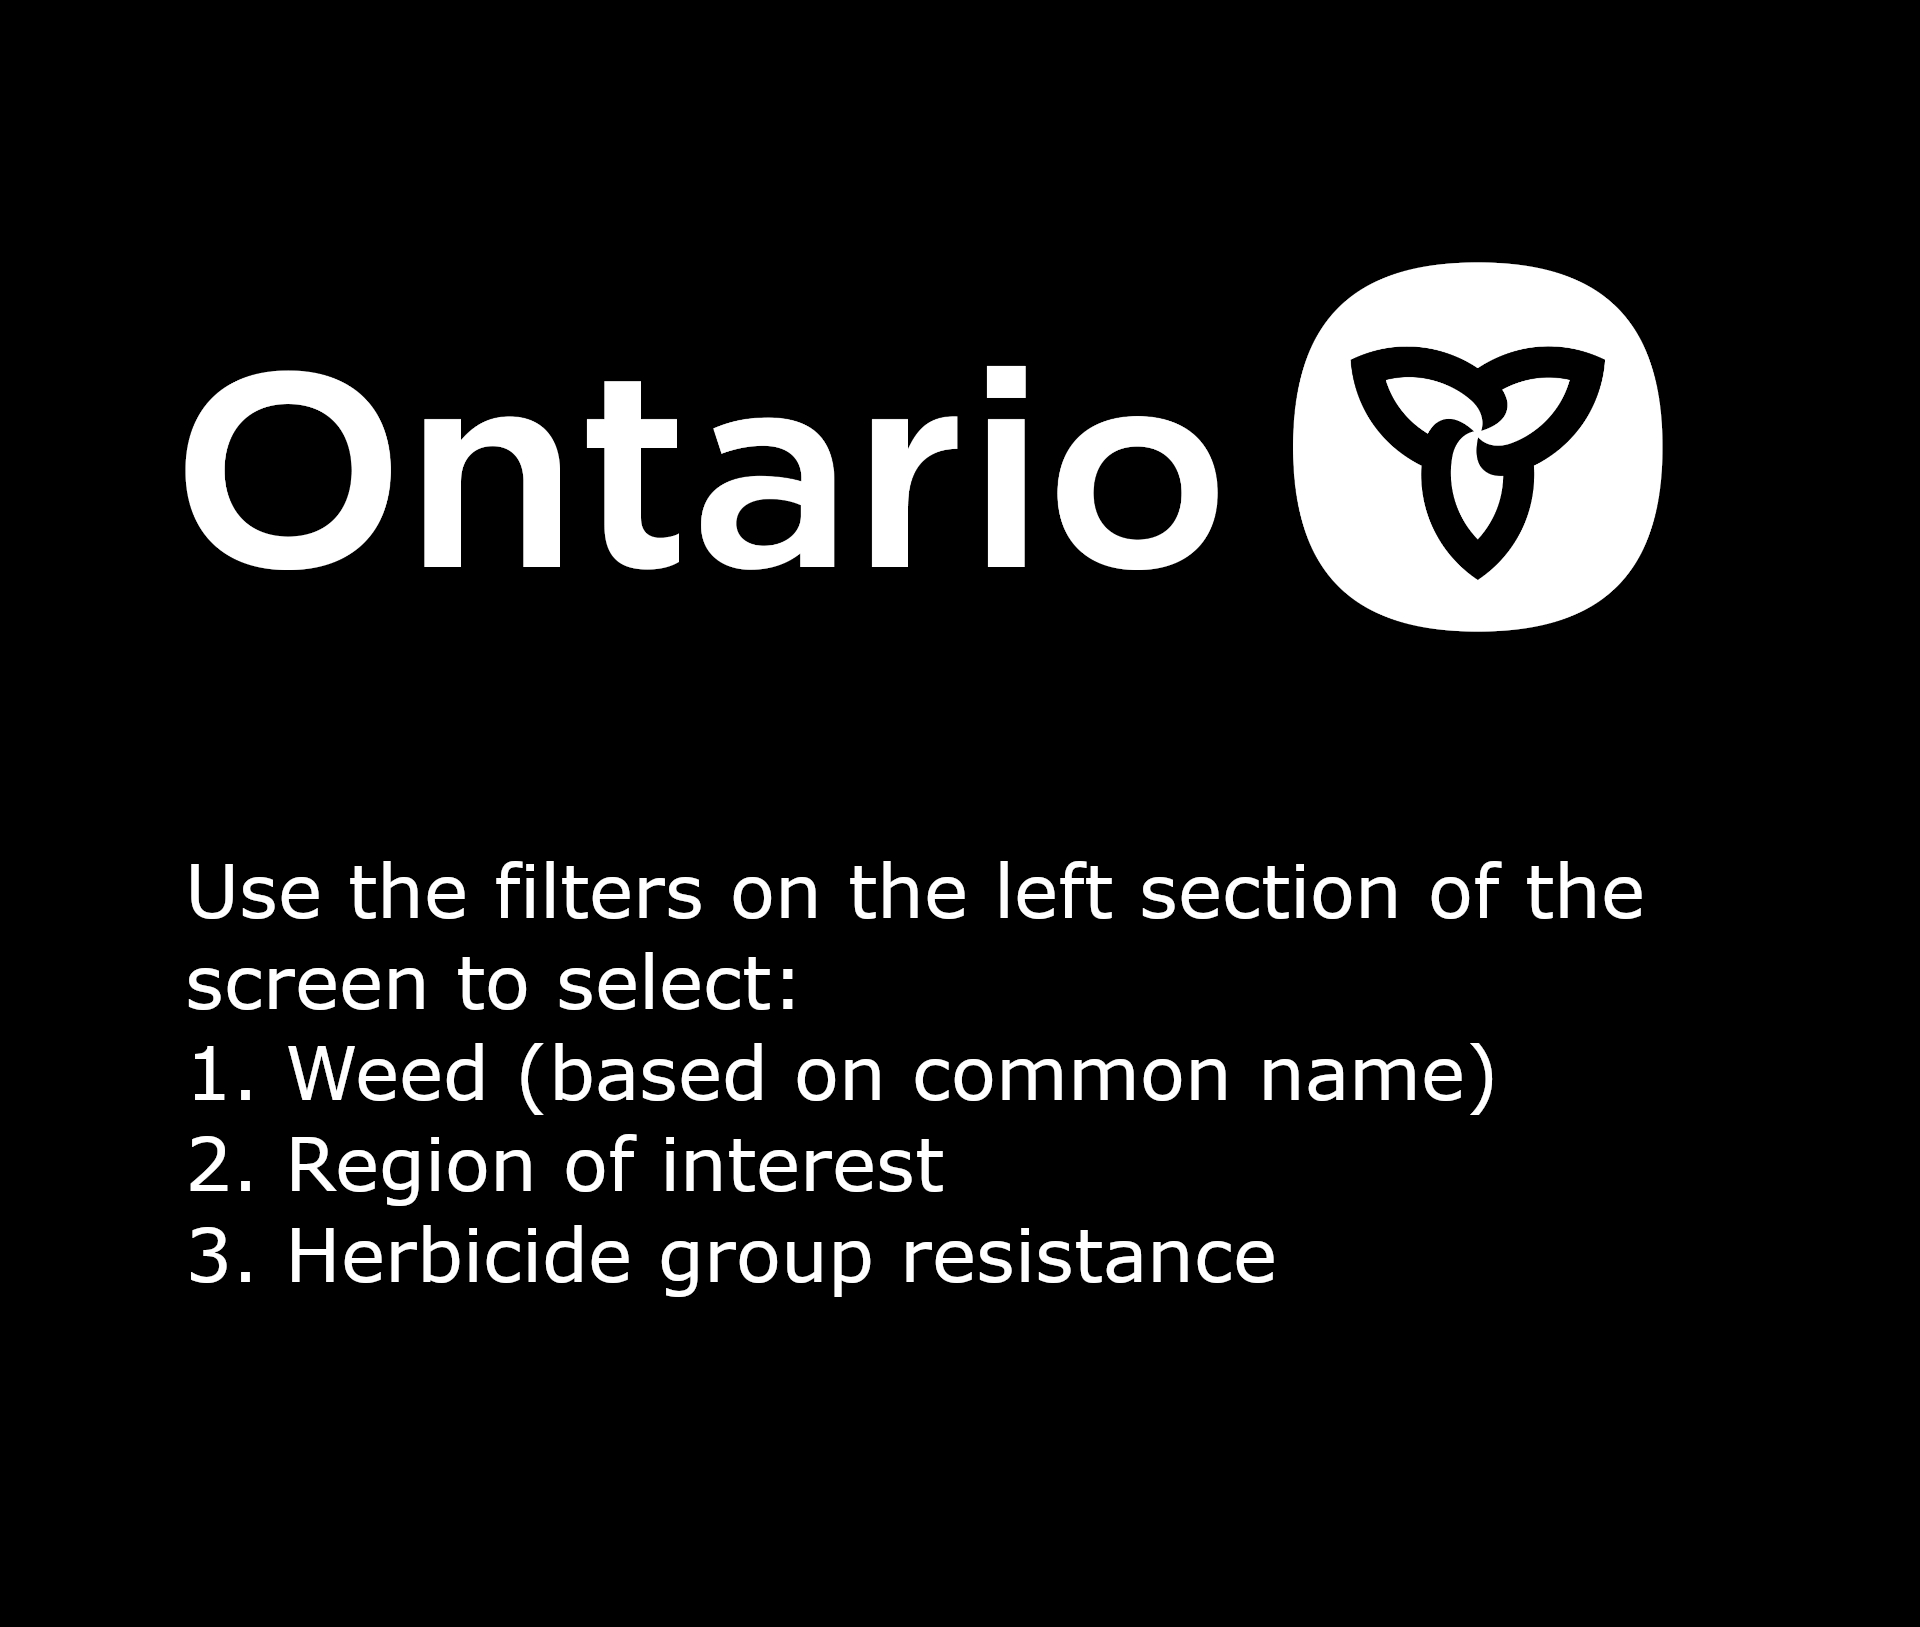 Ontario
Use the filters on the left section of the
screen to select:
1. Weed (based on common name)
2. Region of interest
3. Herbicide group resistance